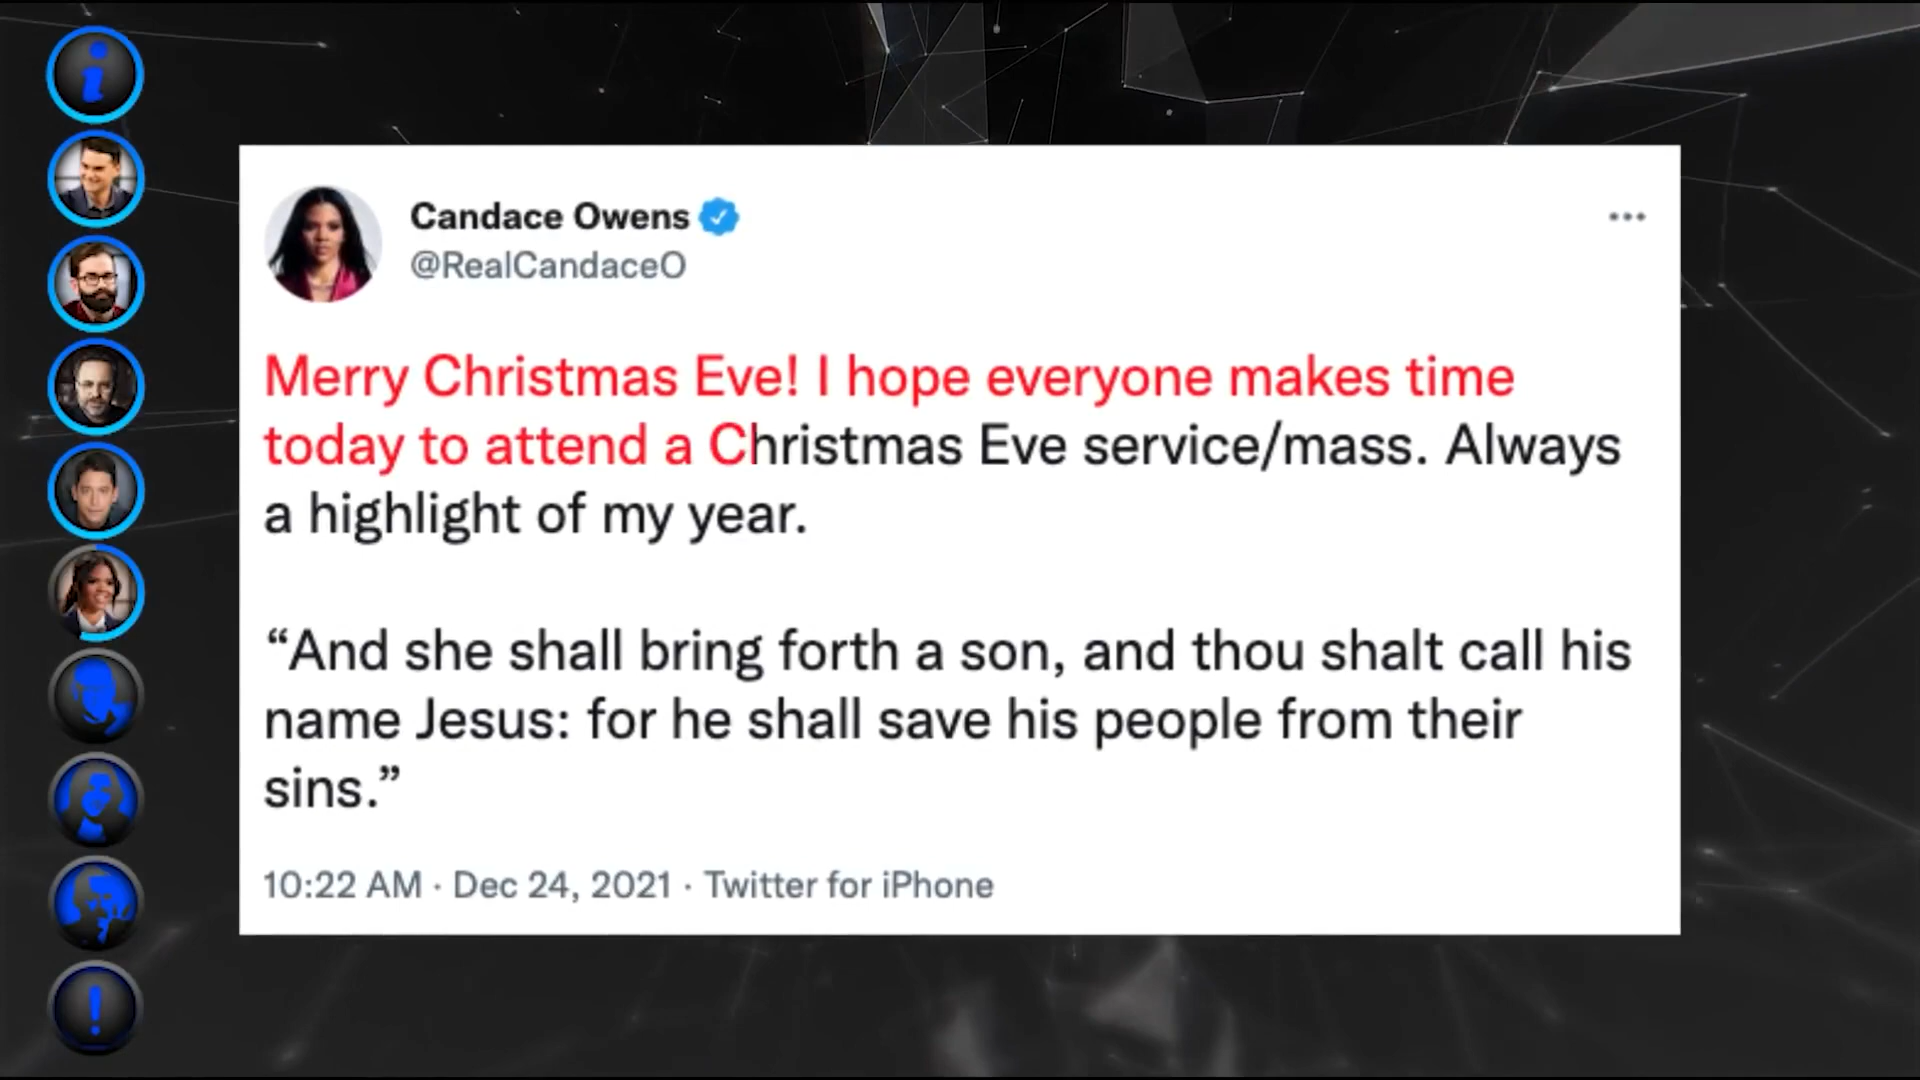 Candace Owens
@RealCandaceO
Merry Christmas Eve! I hope everyone makes time
today to attend a Christmas Eve service/mass. Always
a highlight of my year.
“And she shall bring forth a son, and thou shalt call his
name Jesus: for he shall save his people from their
sins.”
10:22 AM · Dec 24, 2021 · Twitter for iPhone